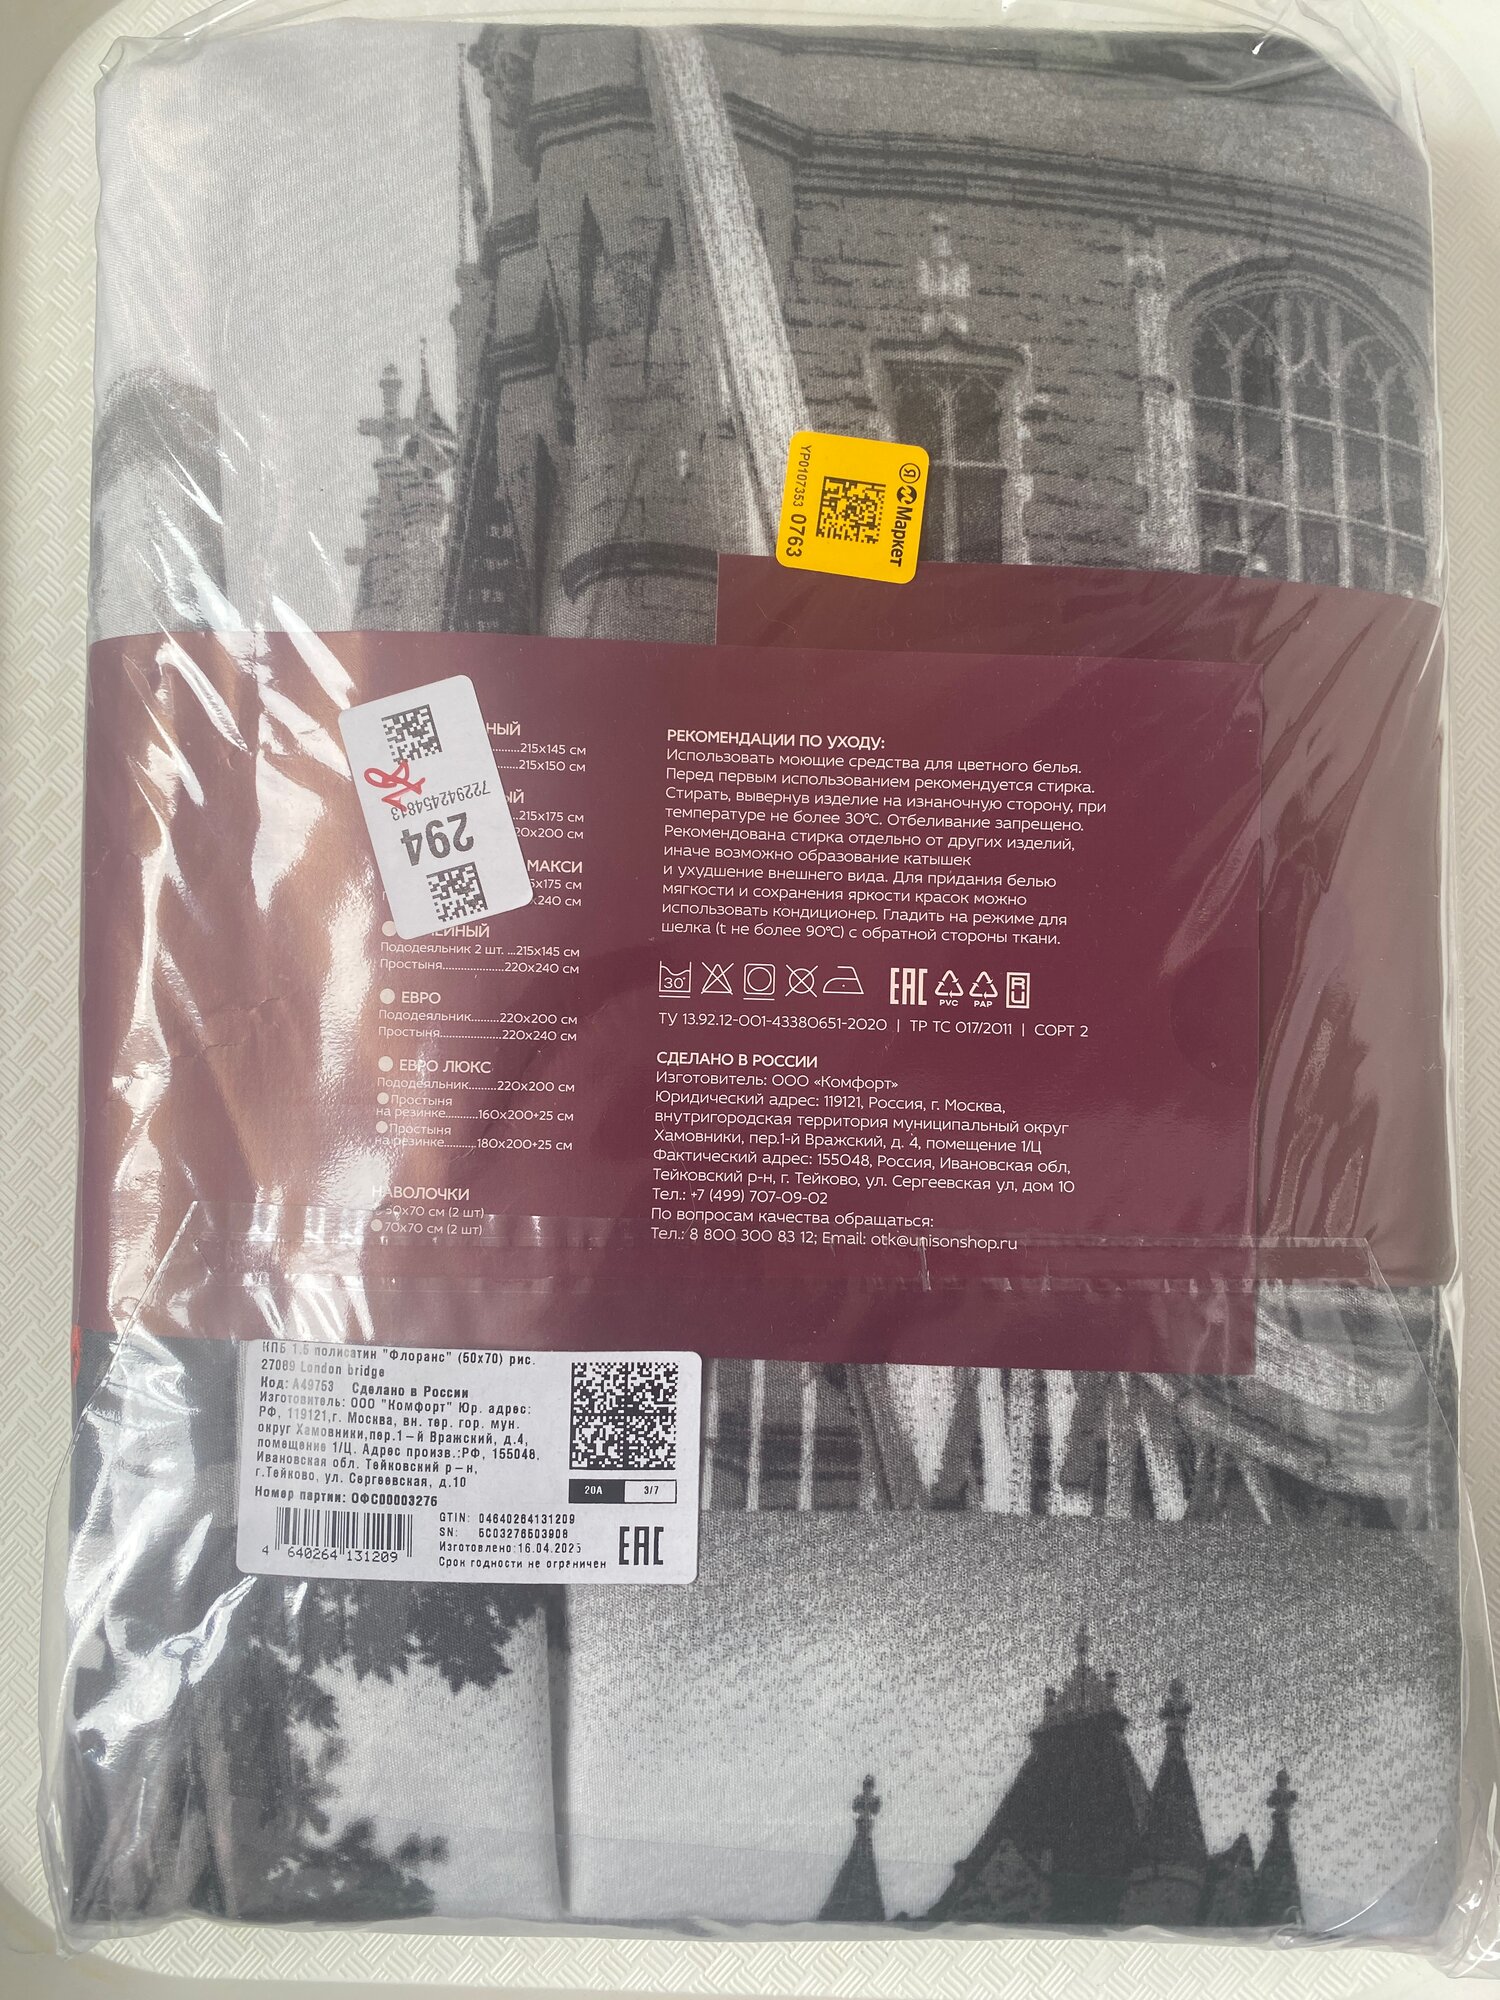 Маркет
YP0107353 0763
722942454813
294
НЫЙ
215x145 см
215x150 см
ЫЙ
215x175 см
20x200 см
МАКСИ
5x175 см
x240 см
ЕЙНЫЙ
Пододеяльник 2 шт. ...215x145 см
Простыня....................220x240 см
ЕВРО
Пододеяльник.........220x200 см
Простыня....................220x240 см
ЕВРО ЛЮКС
Пододеяльник.........220x200 см
Простыня
на резинке...........160x200+25 см
Простыня
на резинке...........180x200+25 см
НАВОЛОЧКИ
50x70 см (2 шт)
70x70 см (2 шт)
РЕКОМЕНДАЦИИ ПО УХОДУ:
Использовать моющие средства для цветного белья.
Перед первым использованием рекомендуется стирка.
Стирать, вывернув изделие на изнаночную сторону, при
температуре не более 30°С. Отбеливание запрещено.
Рекомендована стирка отдельно от других изделий,
иначе возможно образование катышек
и ухудшение внешнего вида. Для придания белью
мягкости и сохранения яркости красок можно
использовать кондиционер. Гладить на режиме для
шелка (t не более 90°С) с обратной стороны ткани.
30° EAC PVC PAP RU
ТУ 13.92.12-001-43380651-2020 | ТР ТС 017/2011 | СОРТ 2
СДЕЛАНО В РОССИИ
Изготовитель: ООО «Комфорт»
Юридический адрес: 119121, Россия, г. Москва,
внутригородская территория муниципальный округ
Хамовники, пер.1-й Вражский, д. 4, помещение 1/Ц
Фактический адрес: 155048, Россия, Ивановская обл,
Тейковский р-н, г. Тейково, ул. Сергеевская ул, дом 10
Тел.: +7 (499) 707-09-02
По вопросам качества обращаться:
Тел.: 8 800 300 83 12; Email: otk@unisonshop.ru
КПБ 1.5 полисатин "Флоранс" (50x70) рис.
27089 London bridge
Код: A49753 Сделано в России
Изготовитель: ООО "Комфорт" Юр. адрес:
РФ, 119121,г. Москва, вн. тер. гор. мун.
округ Хамовники,пер.1-й Вражский, д.4,
помещение 1/Ц. Адрес произв.:РФ, 155048,
Ивановская обл. Тейковский р-н,
г.Тейково, ул. Сергеевская, д.10
Номер партии: ОФС00003276
20A 3/7
GTIN: 04640264131209
SN: 5C03276503908
Изготовлено:16.04.2025
Срок годности не ограничен
EAC
4 640264 131209